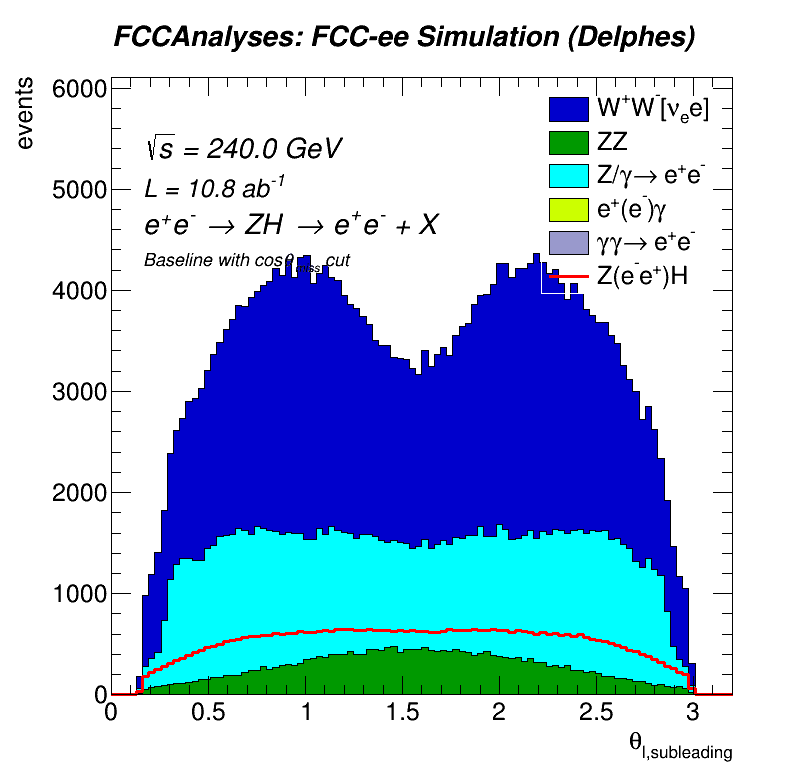 FCCAnalyses: FCC-ee Simulation (Delphes)
events
6000
5000
4000
3000
2000
1000
0
√s = 240.0 GeV
L = 10.8 ab⁻¹
e⁺e⁻ → ZH → e⁺e⁻ + X
Baseline with cosθmiss cut
W⁺W⁻[νₑe]
ZZ
Z/γ→ e⁺e⁻
e⁺(e⁻)γ
γγ→ e⁺e⁻
Z(e⁻e⁺)H
0 0.5 1 1.5 2 2.5 3
θl,subleading